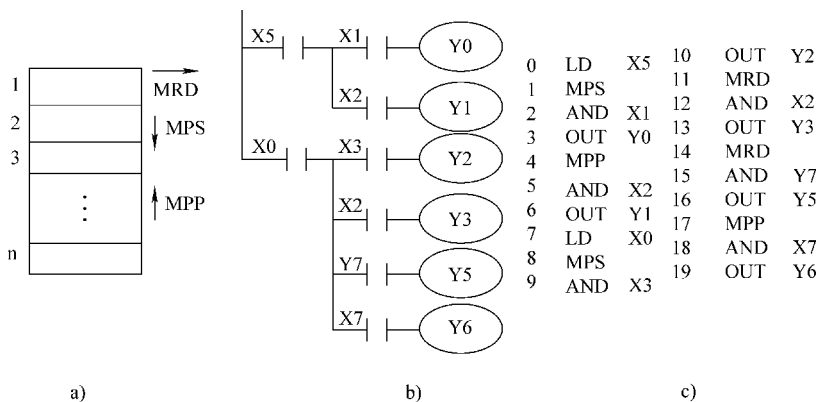 1
2
3
⋮
n
MRD
MPS
MPP
a)
X5 X1 Y0
X2 Y1
X0 X3 Y2
X2 Y3
Y7 Y5
X7 Y6
b)
0 LD X5
1 MPS
2 AND X1
3 OUT Y0
4 MPP
5 AND X2
6 OUT Y1
7 LD X0
8 MPS
9 AND X3
10 OUT Y2
11 MRD
12 AND X2
13 OUT Y3
14 MRD
15 AND Y7
16 OUT Y5
17 MPP
18 AND X7
19 OUT Y6
c)